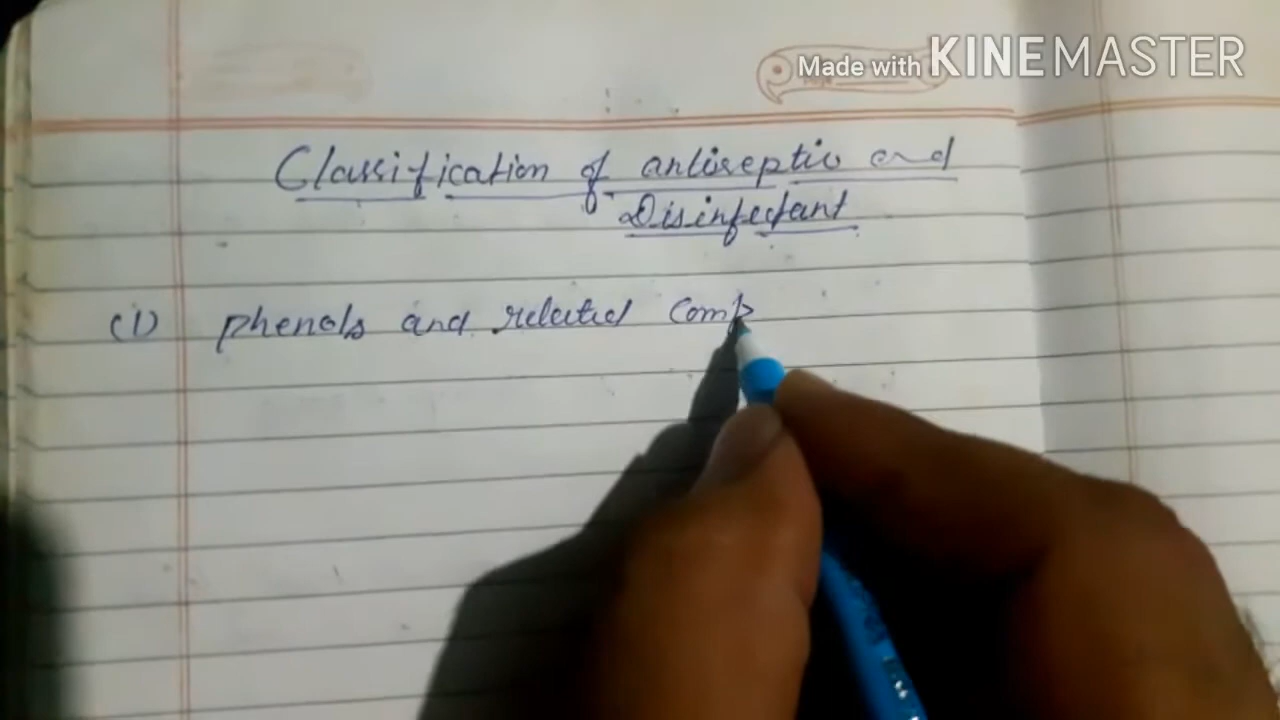 Made with KINEMASTER
Classification of antiseptic and
Disinfectant
(1) phenols and related Comp